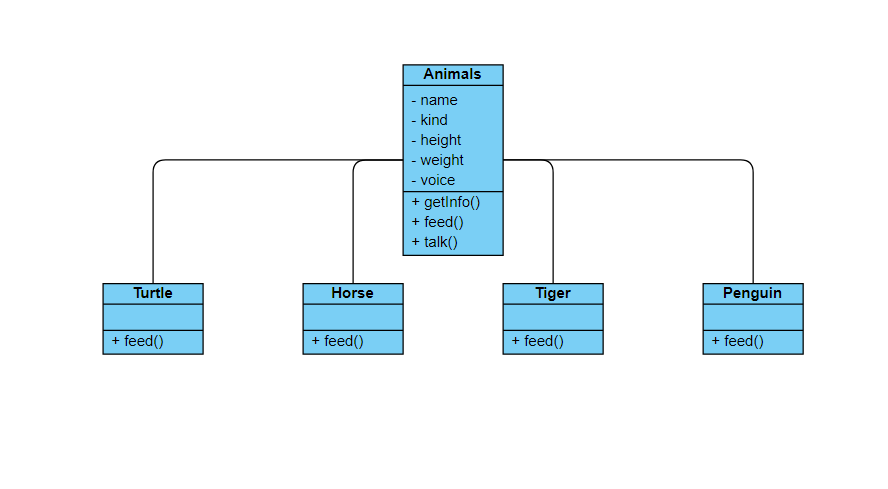 Animals
- name
- kind
- height
- weight
- voice
+ getInfo()
+ feed()
+ talk()
Turtle
+ feed()
Horse
+ feed()
Tiger
+ feed()
Penguin
+ feed()